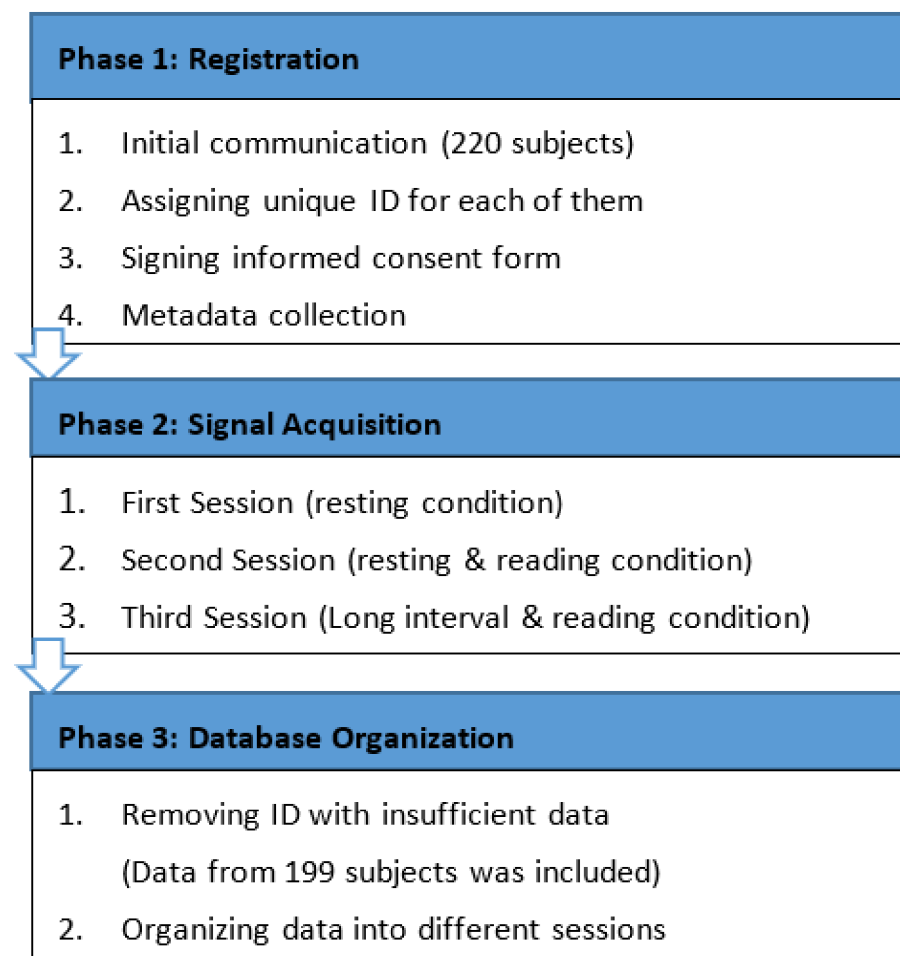 Phase 1: Registration
1. Initial communication (220 subjects)
2. Assigning unique ID for each of them
3. Signing informed consent form
4. Metadata collection
Phase 2: Signal Acquisition
1. First Session (resting condition)
2. Second Session (resting & reading condition)
3. Third Session (Long interval & reading condition)
Phase 3: Database Organization
1. Removing ID with insufficient data
(Data from 199 subjects was included)
2. Organizing data into different sessions